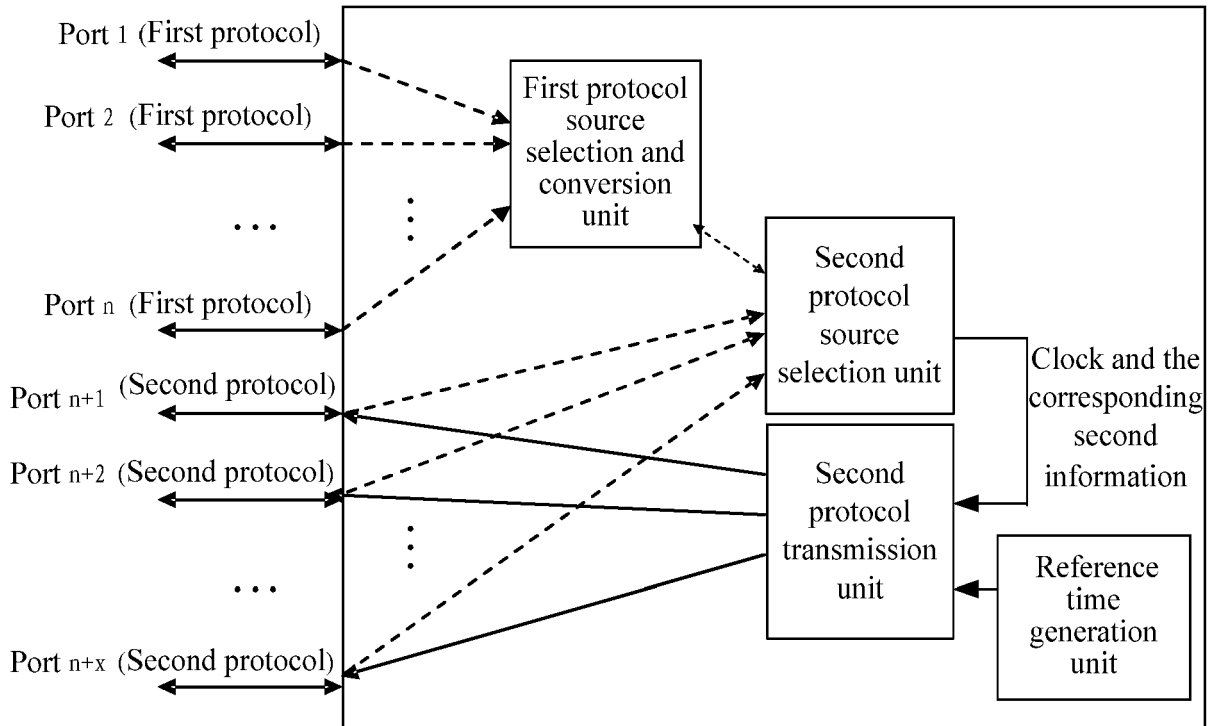 Port 1 (First protocol)
Port 2 (First protocol)
...
Port n (First protocol)
Port n+1 (Second protocol)
Port n+2 (Second protocol)
...
Port n+x (Second protocol)
First protocol
source
selection and
conversion
unit
Second
protocol
source
selection unit
Clock and the
corresponding
second
information
Second
protocol
transmission
unit
Reference
time
generation
unit